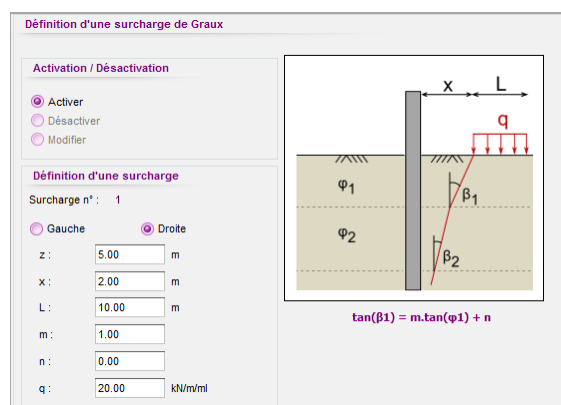 Définition d'une surcharge de Graux
Activation / Désactivation
Activer
Désactiver
Modifier
Définition d'une surcharge
Surcharge n° : 1
Gauche Droite
z : 5.00 m
x : 2.00 m
L : 10.00 m
m : 1.00
n : 0.00
q : 20.00 kN/m/ml
x L
q
φ1
β1
φ2
β2
tan(β1) = m.tan(φ1) + n